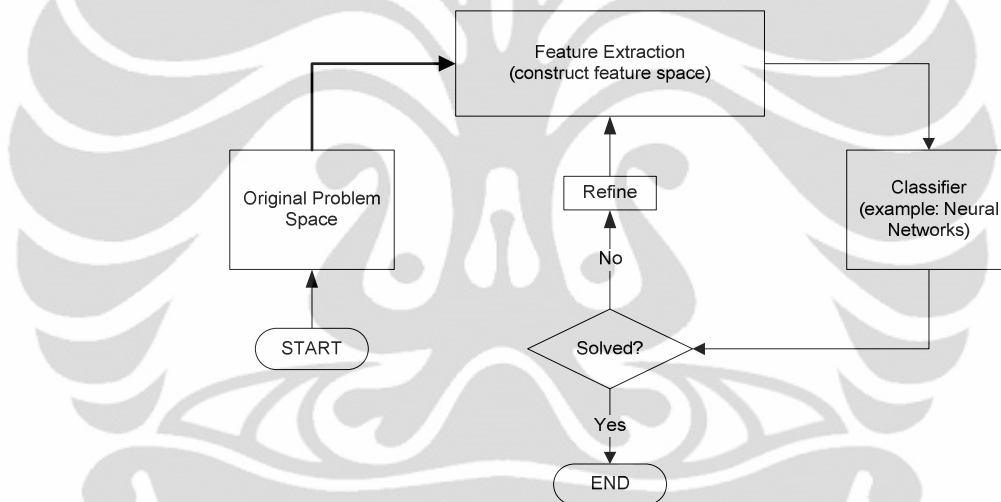 Feature Extraction
(construct feature space)
Original Problem
Space
Refine
Classifier
(example: Neural
Networks)
No
START
Solved?
Yes
END